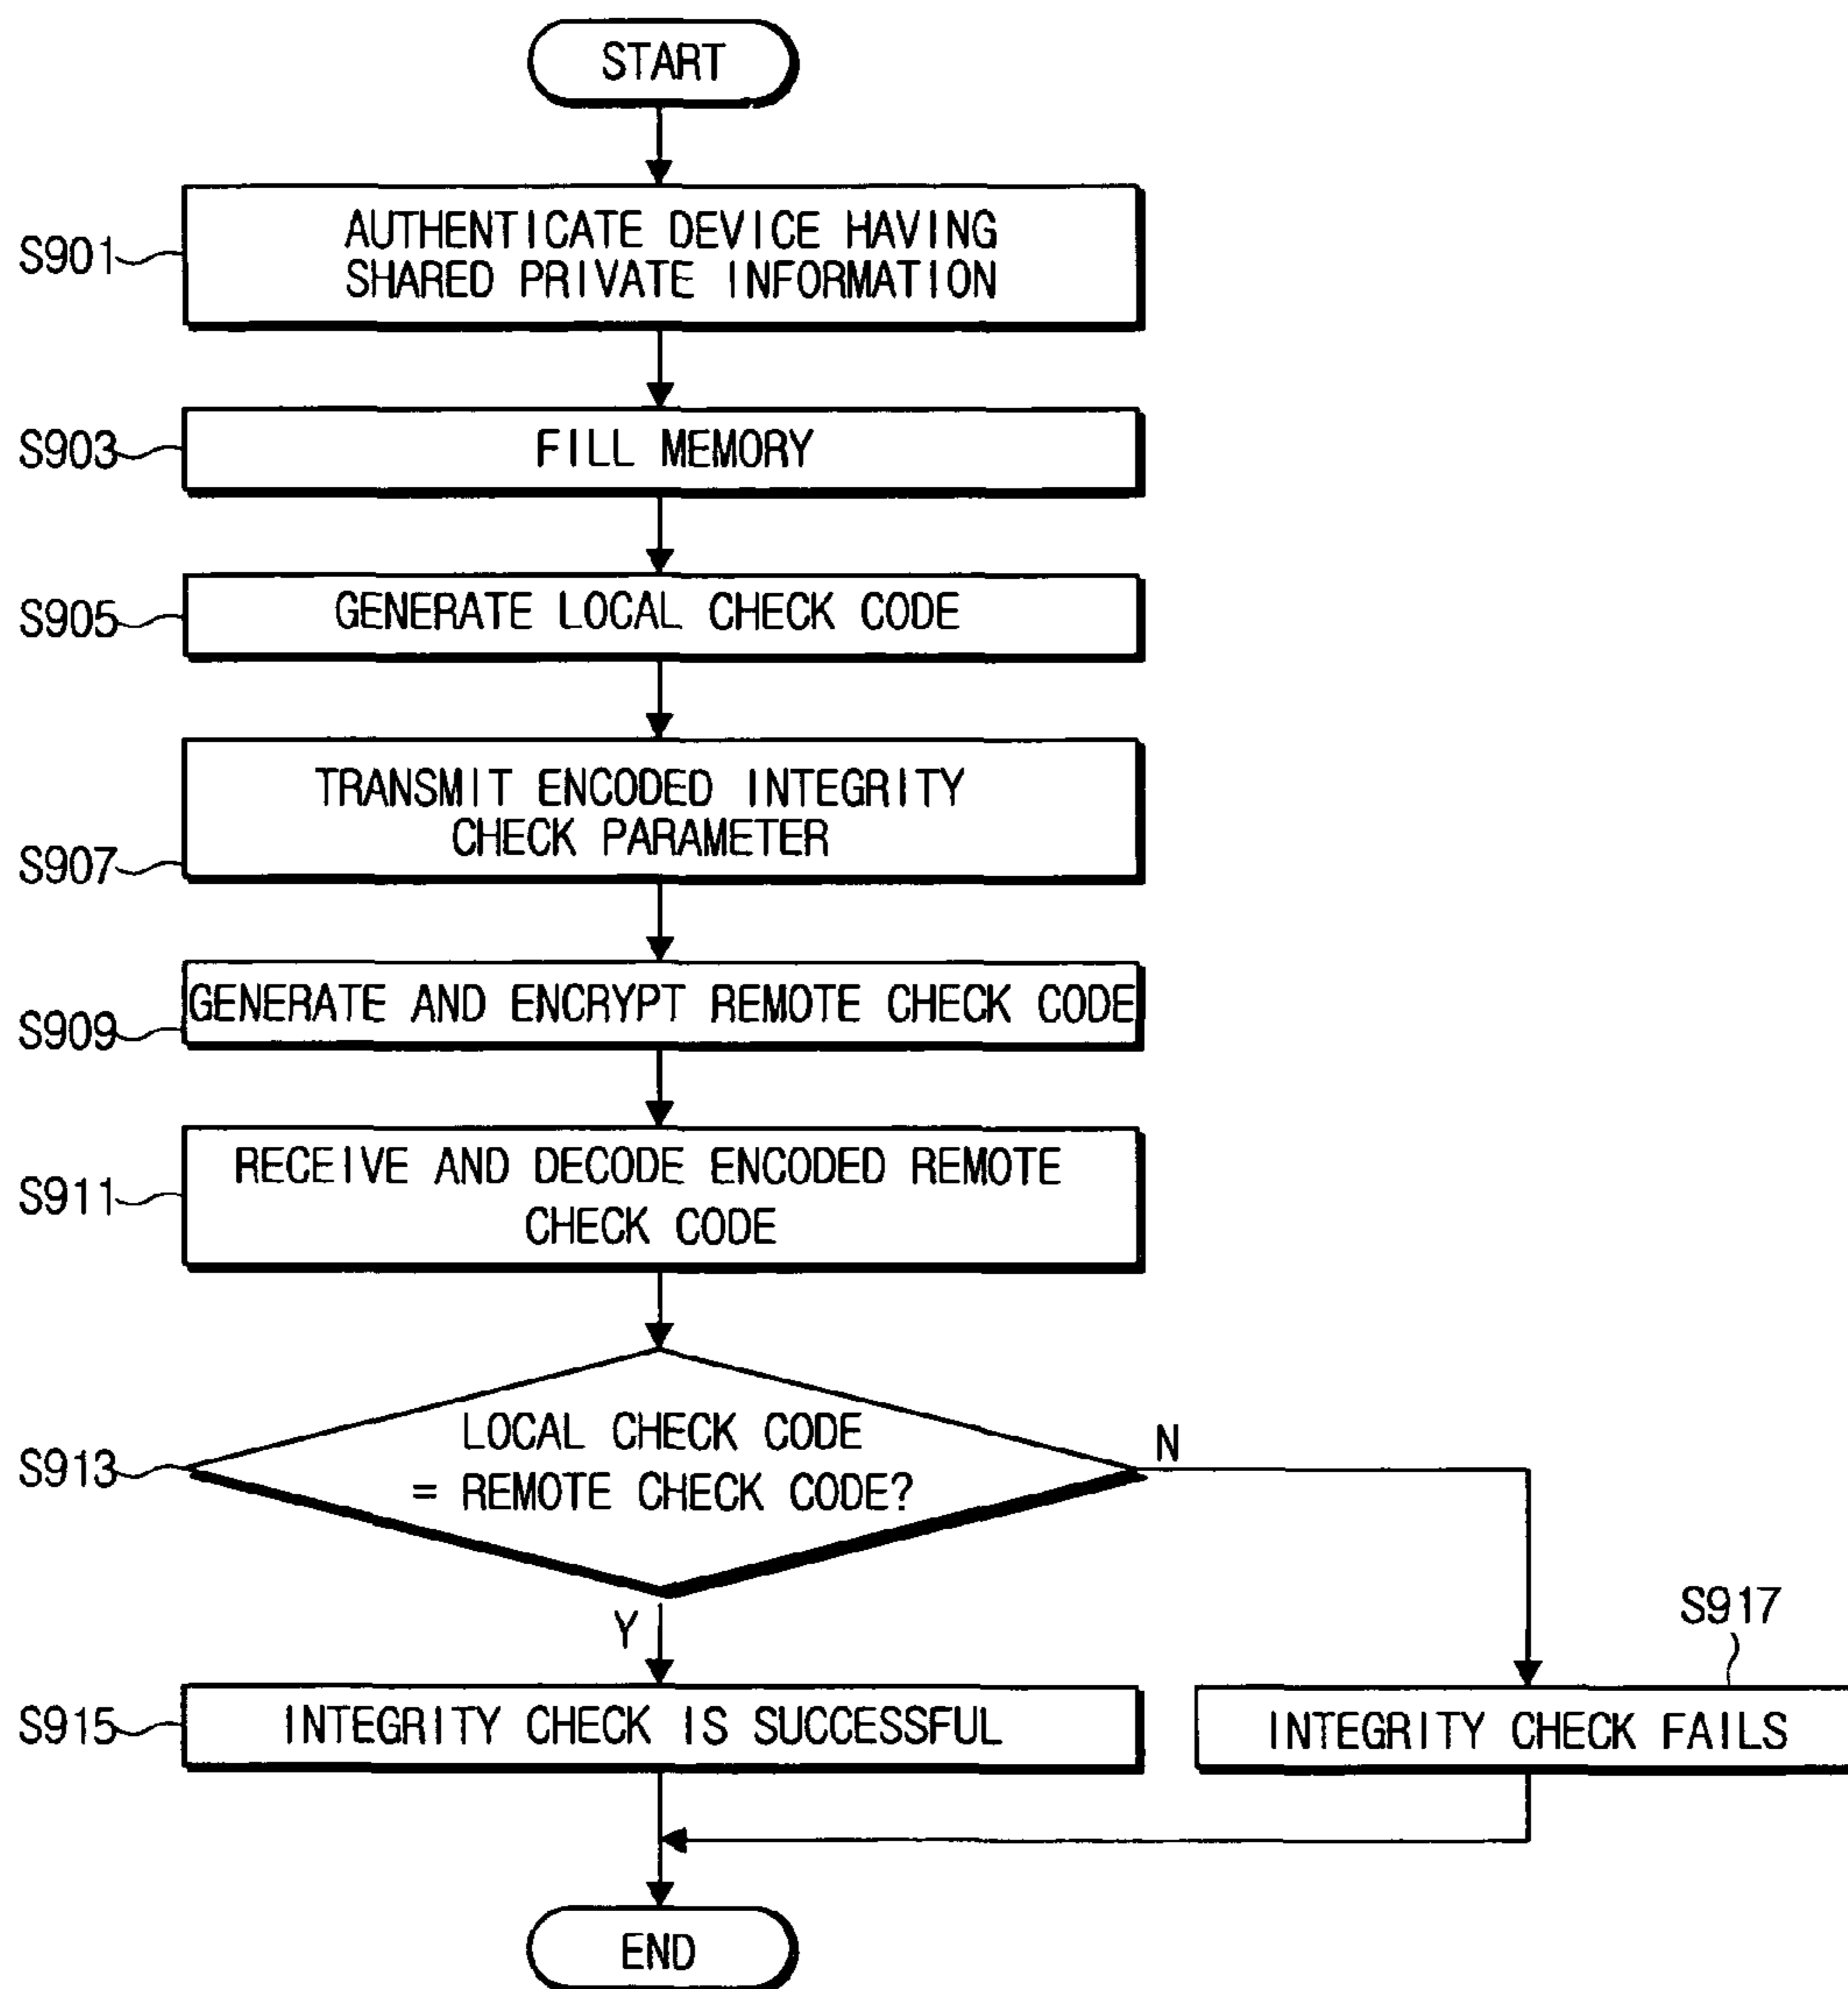 START
S901
AUTHENTICATE DEVICE HAVING
SHARED PRIVATE INFORMATION
S903
FILL MEMORY
S905
GENERATE LOCAL CHECK CODE
S907
TRANSMIT ENCODED INTEGRITY
CHECK PARAMETER
S909
GENERATE AND ENCRYPT REMOTE CHECK CODE
S911
RECEIVE AND DECODE ENCODED REMOTE
CHECK CODE
S913
LOCAL CHECK CODE
= REMOTE CHECK CODE?
N
Y
S917
S915
INTEGRITY CHECK IS SUCCESSFUL
INTEGRITY CHECK FAILS
END